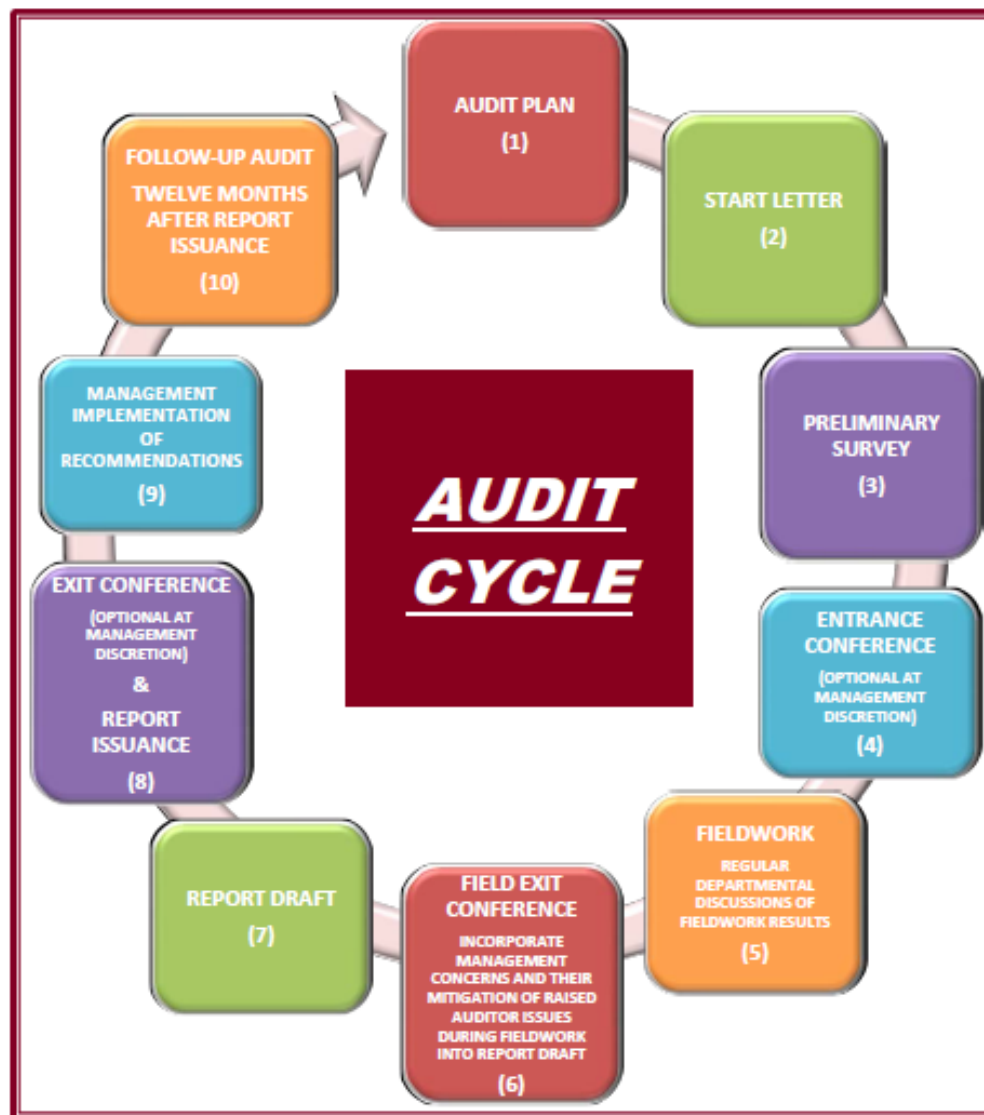 AUDIT PLAN
(1)
START LETTER
(2)
PRELIMINARY
SURVEY
(3)
ENTRANCE
CONFERENCE
(OPTIONAL AT
MANAGEMENT
DISCRETION)
(4)
FIELDWORK
REGULAR
DEPARTMENTAL
DISCUSSIONS OF
FIELDWORK RESULTS
(5)
FIELD EXIT
CONFERENCE
INCORPORATE
MANAGEMENT
CONCERNS AND THEIR
MITIGATION OF RAISED
AUDITOR ISSUES
DURING FIELDWORK
INTO REPORT DRAFT
(6)
REPORT DRAFT
(7)
EXIT CONFERENCE
(OPTIONAL AT
MANAGEMENT
DISCRETION)
&
REPORT
ISSUANCE
(8)
MANAGEMENT
IMPLEMENTATION
OF
RECOMMENDATIONS
(9)
FOLLOW-UP AUDIT
TWELVE MONTHS
AFTER REPORT
ISSUANCE
(10)
AUDIT
CYCLE